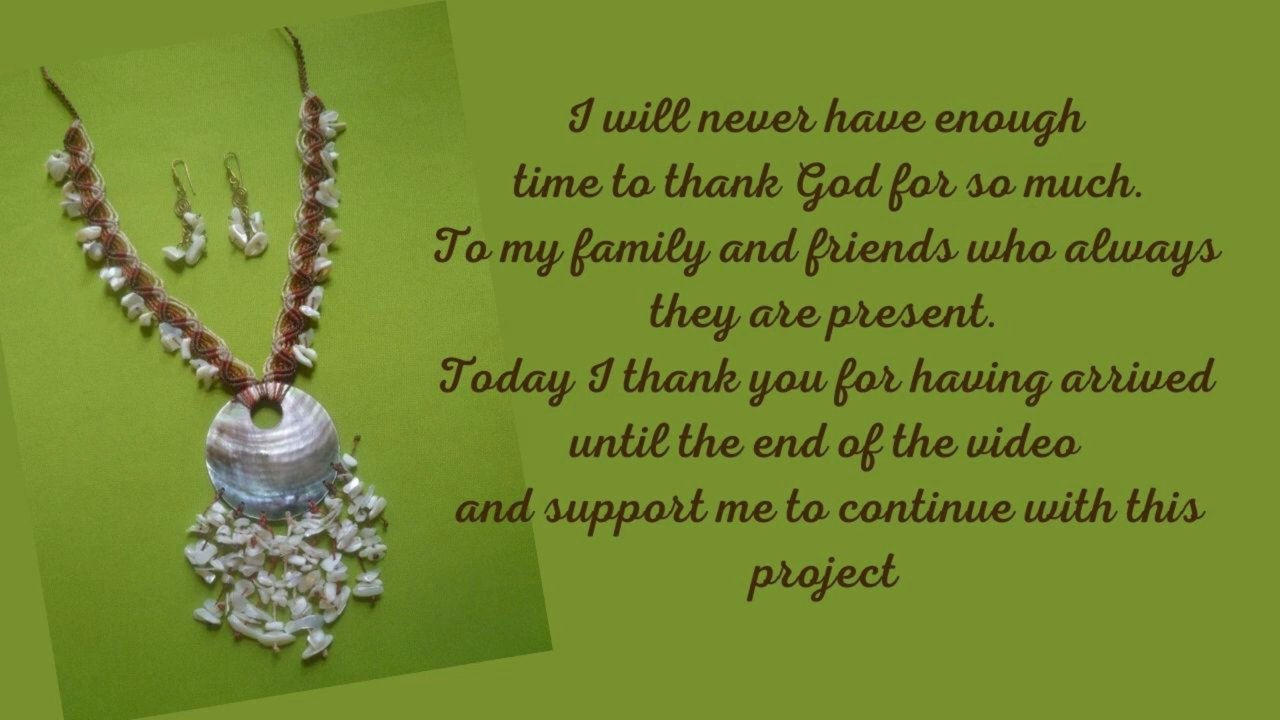 I will never have enough
time to thank God for so much.
To my family and friends who always
they are present.
Today I thank you for having arrived
until the end of the video
and support me to continue with this
project